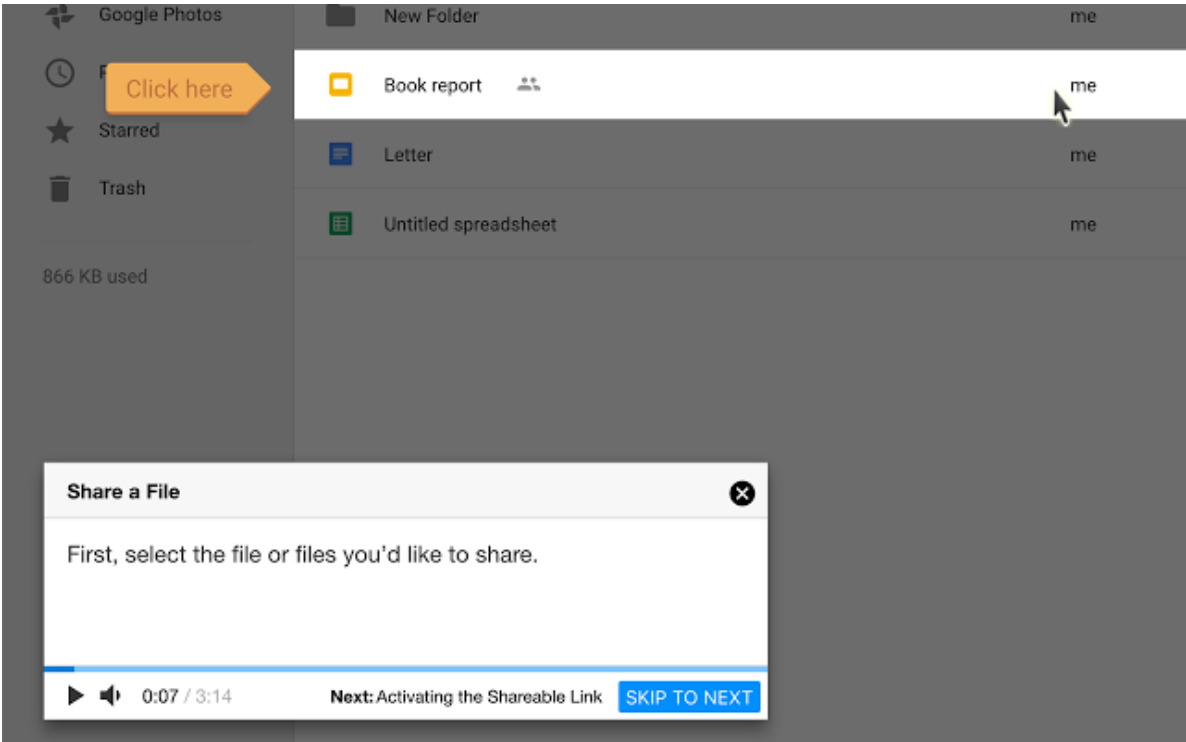 Google Photos
New Folder me
Click here
Book report me
Starred
Letter me
Trash
Untitled spreadsheet me
866 KB used
Share a File
First, select the file or files you'd like to share.
0:07 / 3:14 Next: Activating the Shareable Link SKIP TO NEXT